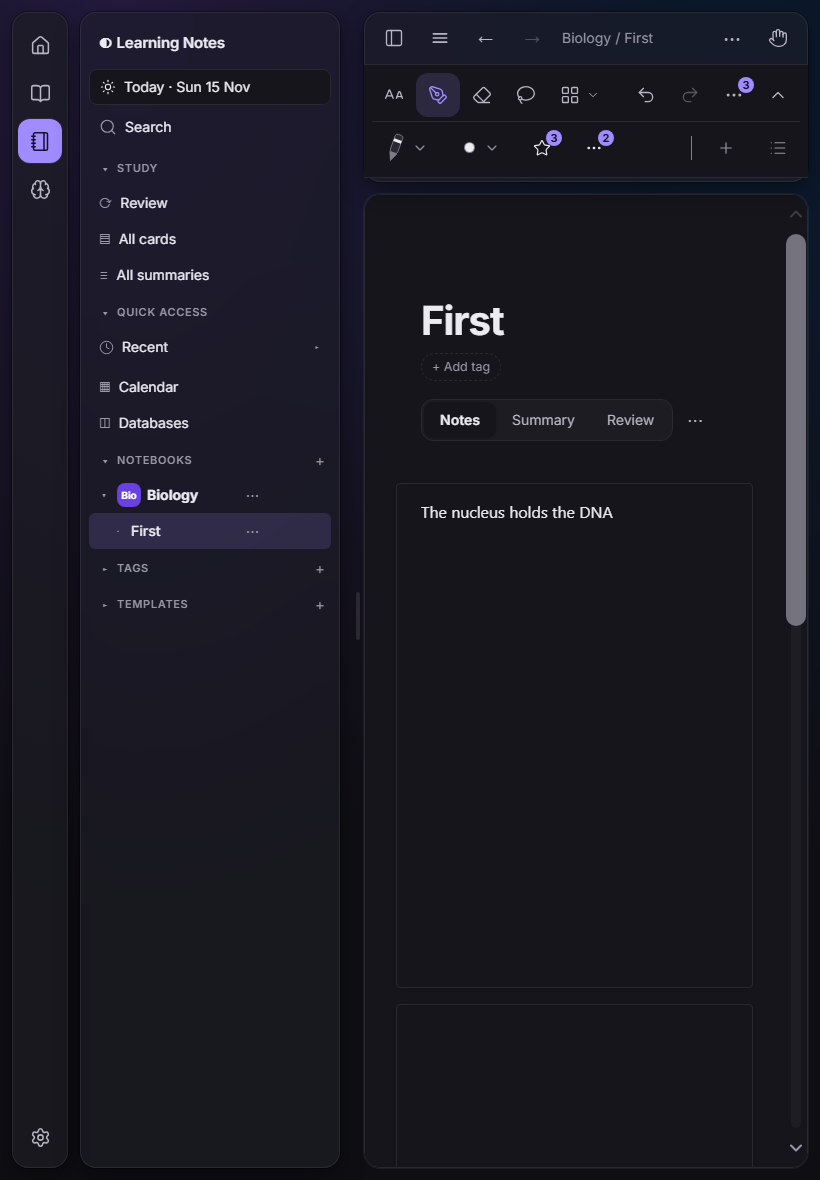 Learning Notes
Today · Sun 15 Nov
Search
STUDY
Review
All cards
All summaries
QUICK ACCESS
Recent
Calendar
Databases
NOTEBOOKS
Bio Biology
First
TAGS
TEMPLATES
Biology / First
AA
3
3
2
First
+ Add tag
Notes Summary Review
The nucleus holds the DNA